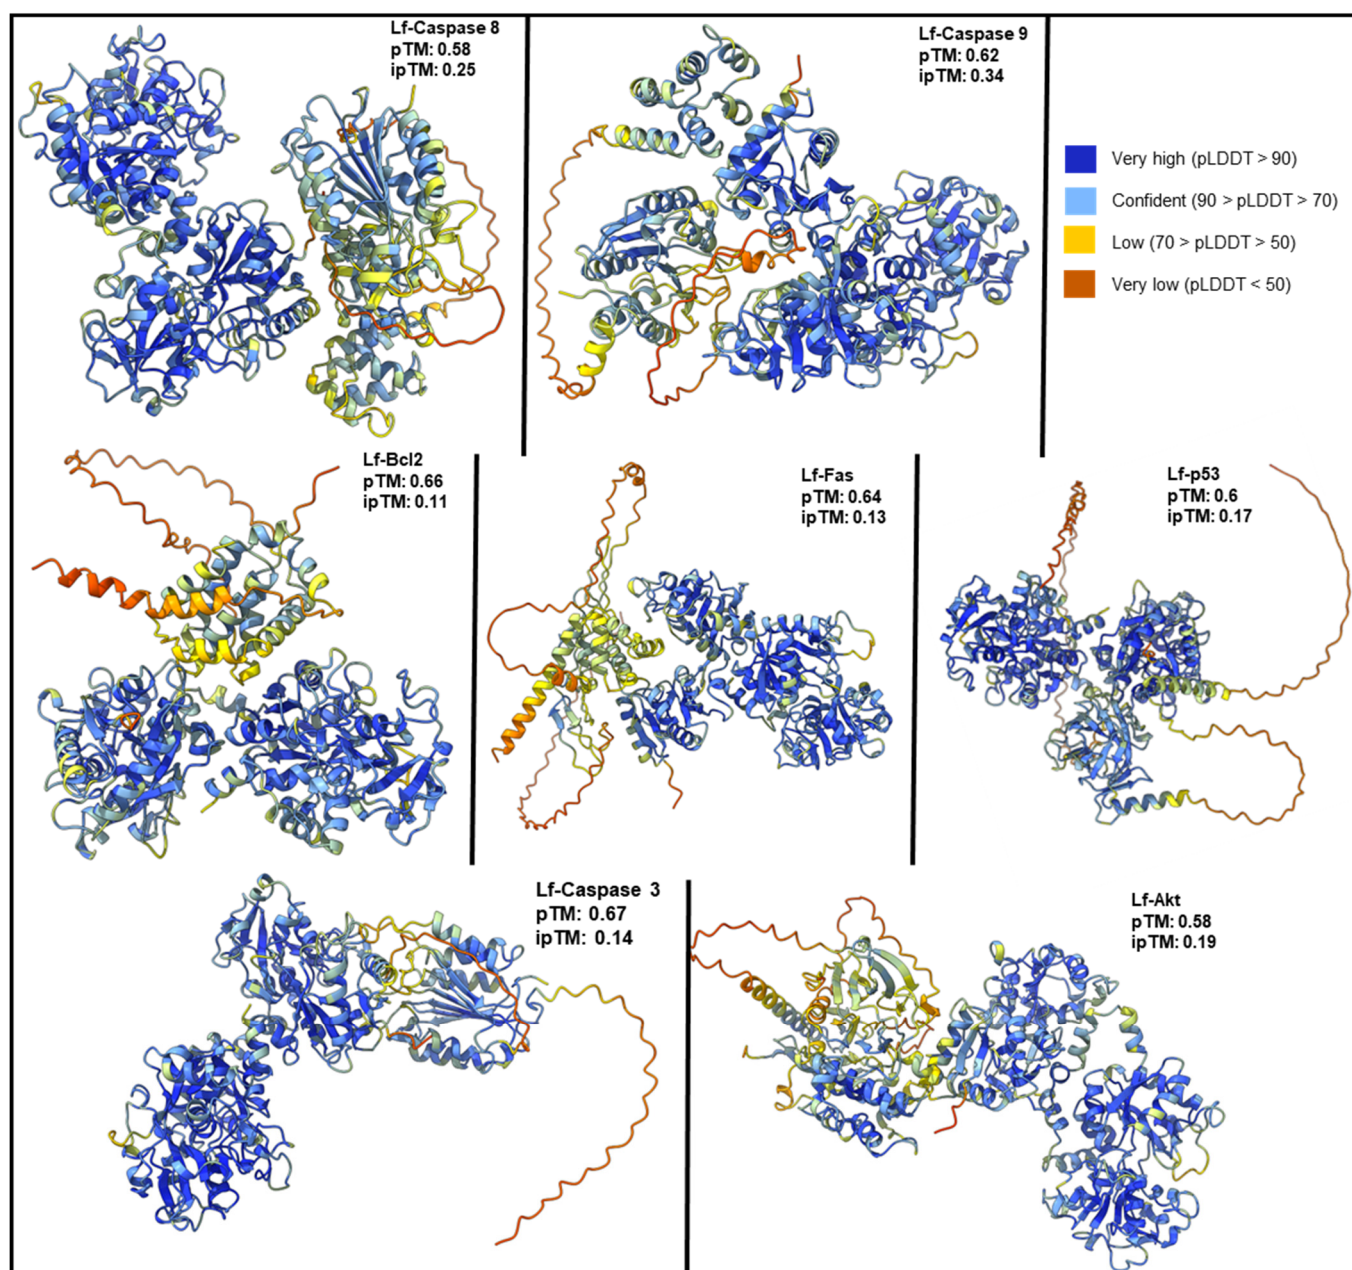 Lf-Caspase 8
pTM: 0.58
ipTM: 0.25
Lf-Caspase 9
pTM: 0.62
ipTM: 0.34
Very high (pLDDT > 90)
Confident (90 > pLDDT > 70)
Low (70 > pLDDT > 50)
Very low (pLDDT < 50)
Lf-Bcl2
pTM: 0.66
ipTM: 0.11
Lf-Fas
pTM: 0.64
ipTM: 0.13
Lf-p53
pTM: 0.6
ipTM: 0.17
Lf-Caspase 3
pTM: 0.67
ipTM: 0.14
Lf-Akt
pTM: 0.58
ipTM: 0.19